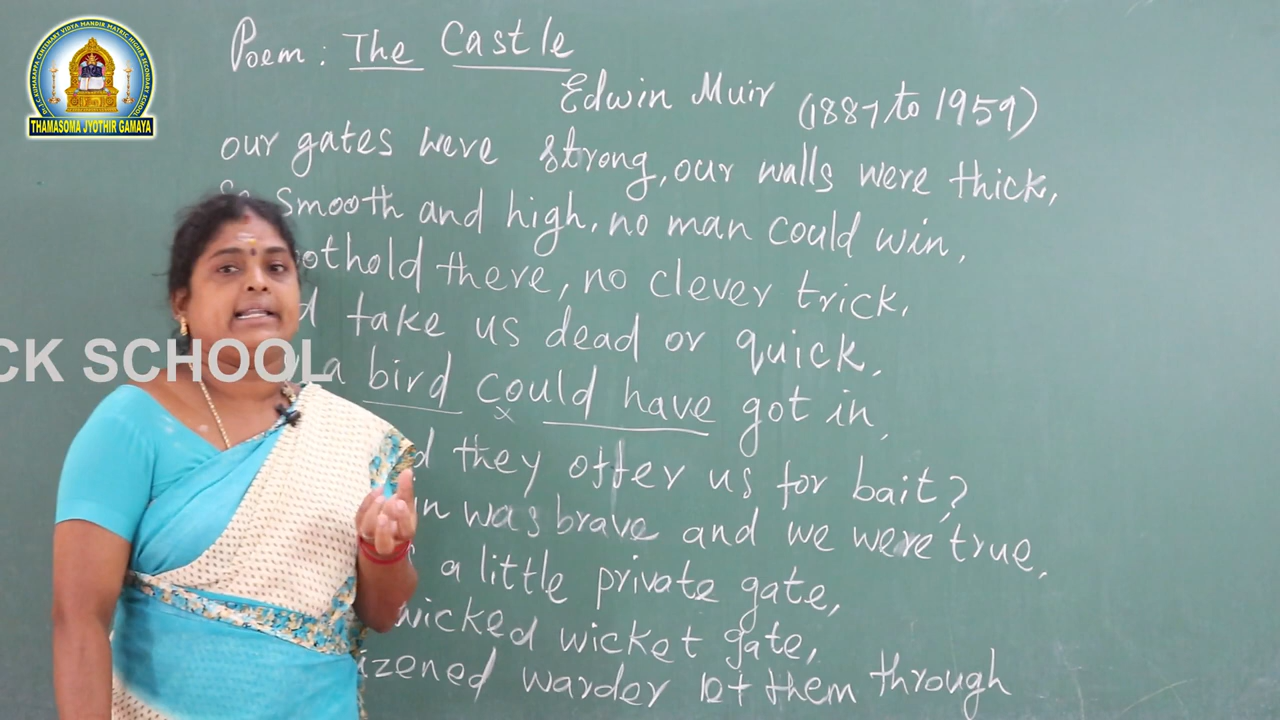 Poem : The Castle
Edwin Muir (1887 to 1959)
our gates were strong, our walls were thick,
smooth and high, no man could win,
there, no clever trick,
take us dead or quick,
a bird could have got in,
they offer us for bait?
was brave and we were true,
a little private gate,
wicked wicket gate,
warder let them through
CK SCHOOL
THAMASOMA JYOTHIR GAMAYA